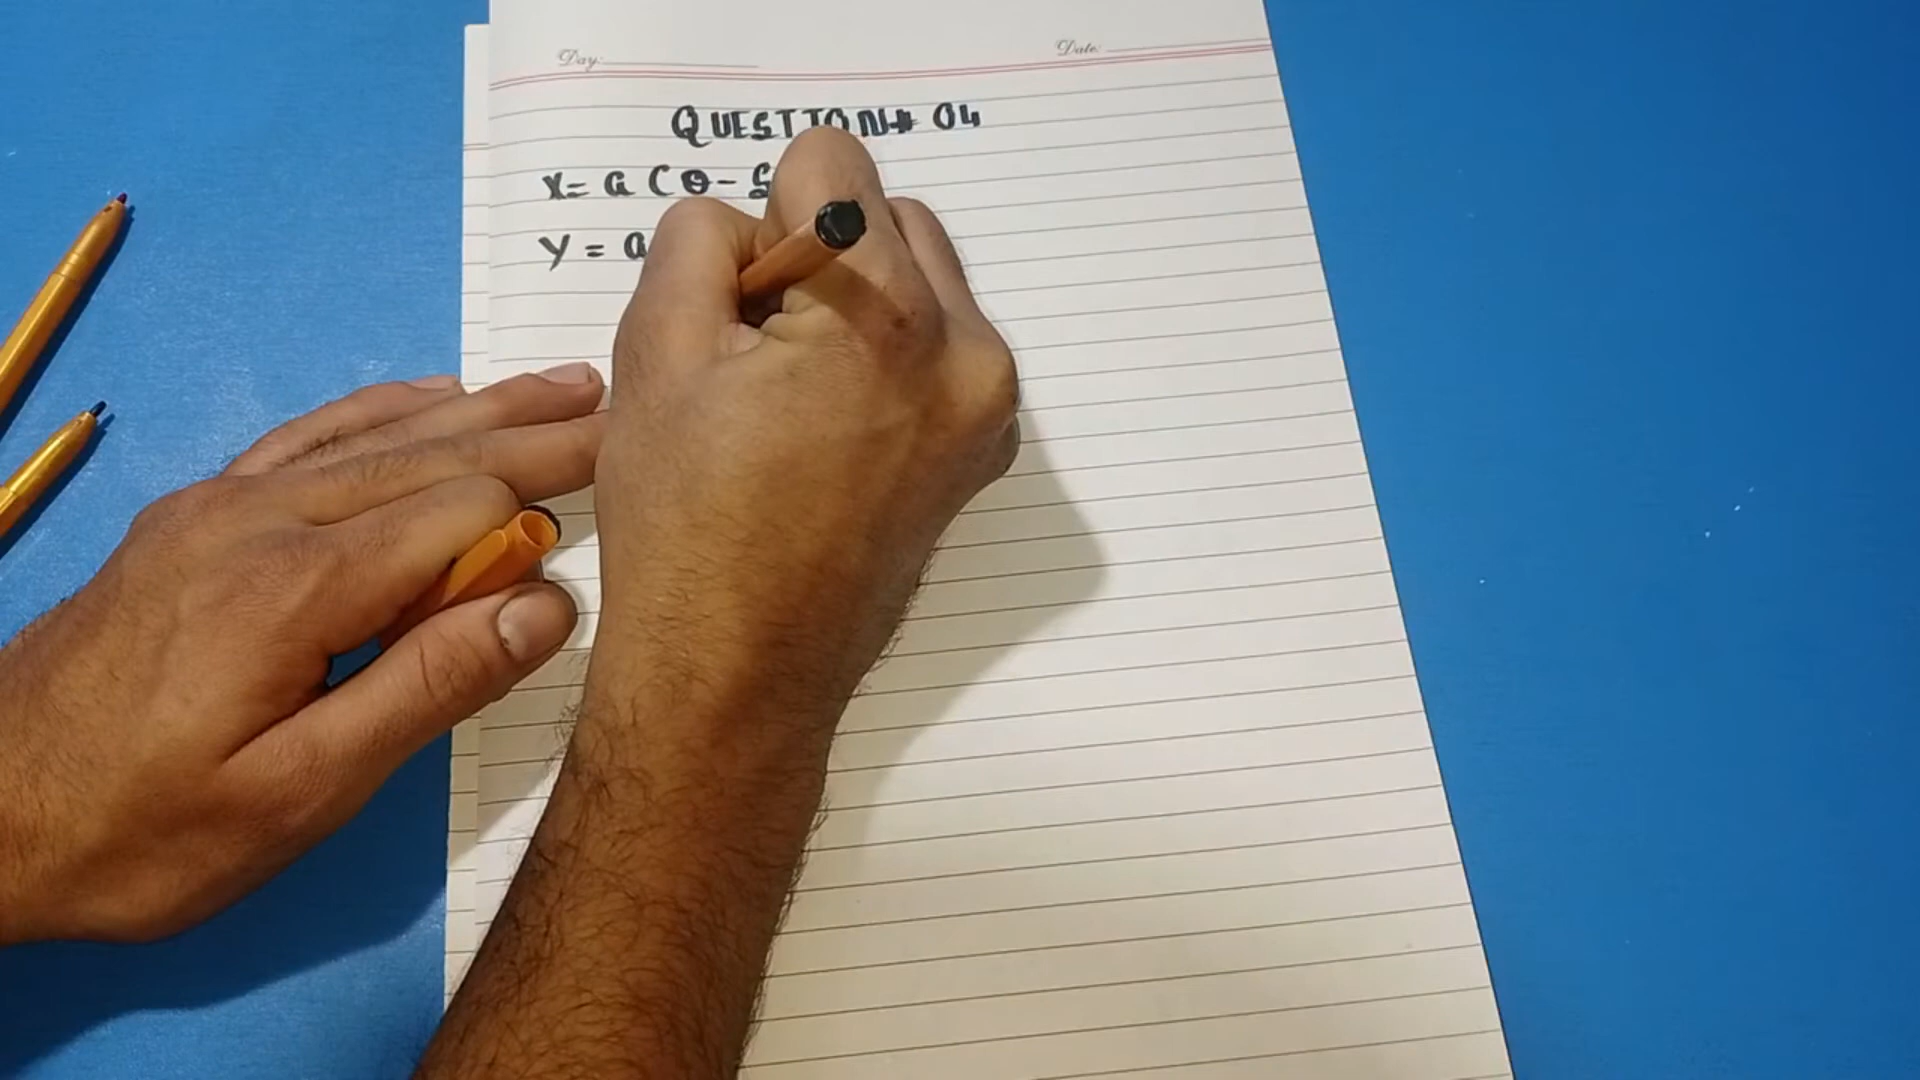 Day: Date:
QUESTION# 04
X= a (θ- S
Y = a